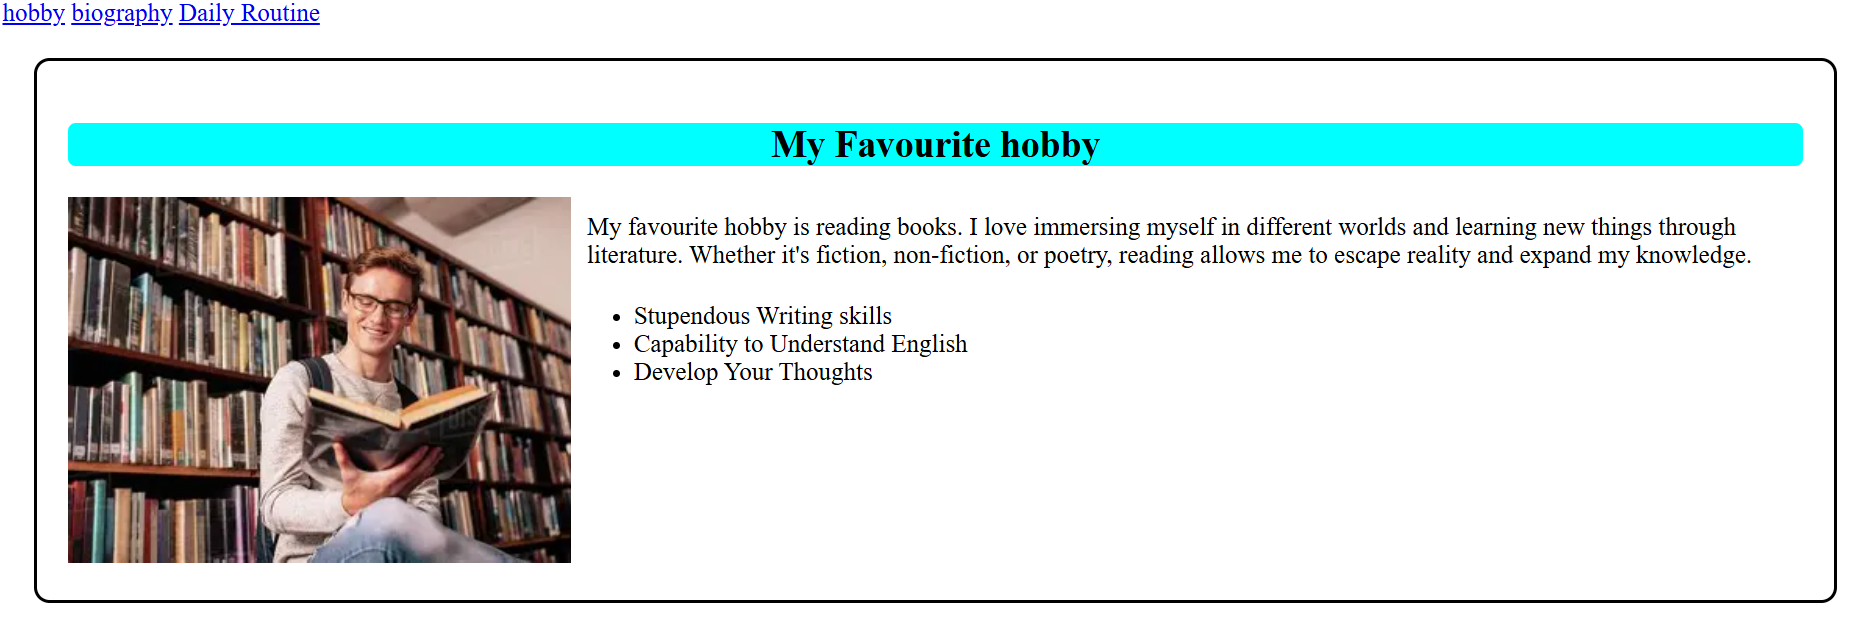 hobby biography Daily Routine
My Favourite hobby
My favourite hobby is reading books. I love immersing myself in different worlds and learning new things through
literature. Whether it's fiction, non-fiction, or poetry, reading allows me to escape reality and expand my knowledge.
Stupendous Writing skills
Capability to Understand English
Develop Your Thoughts